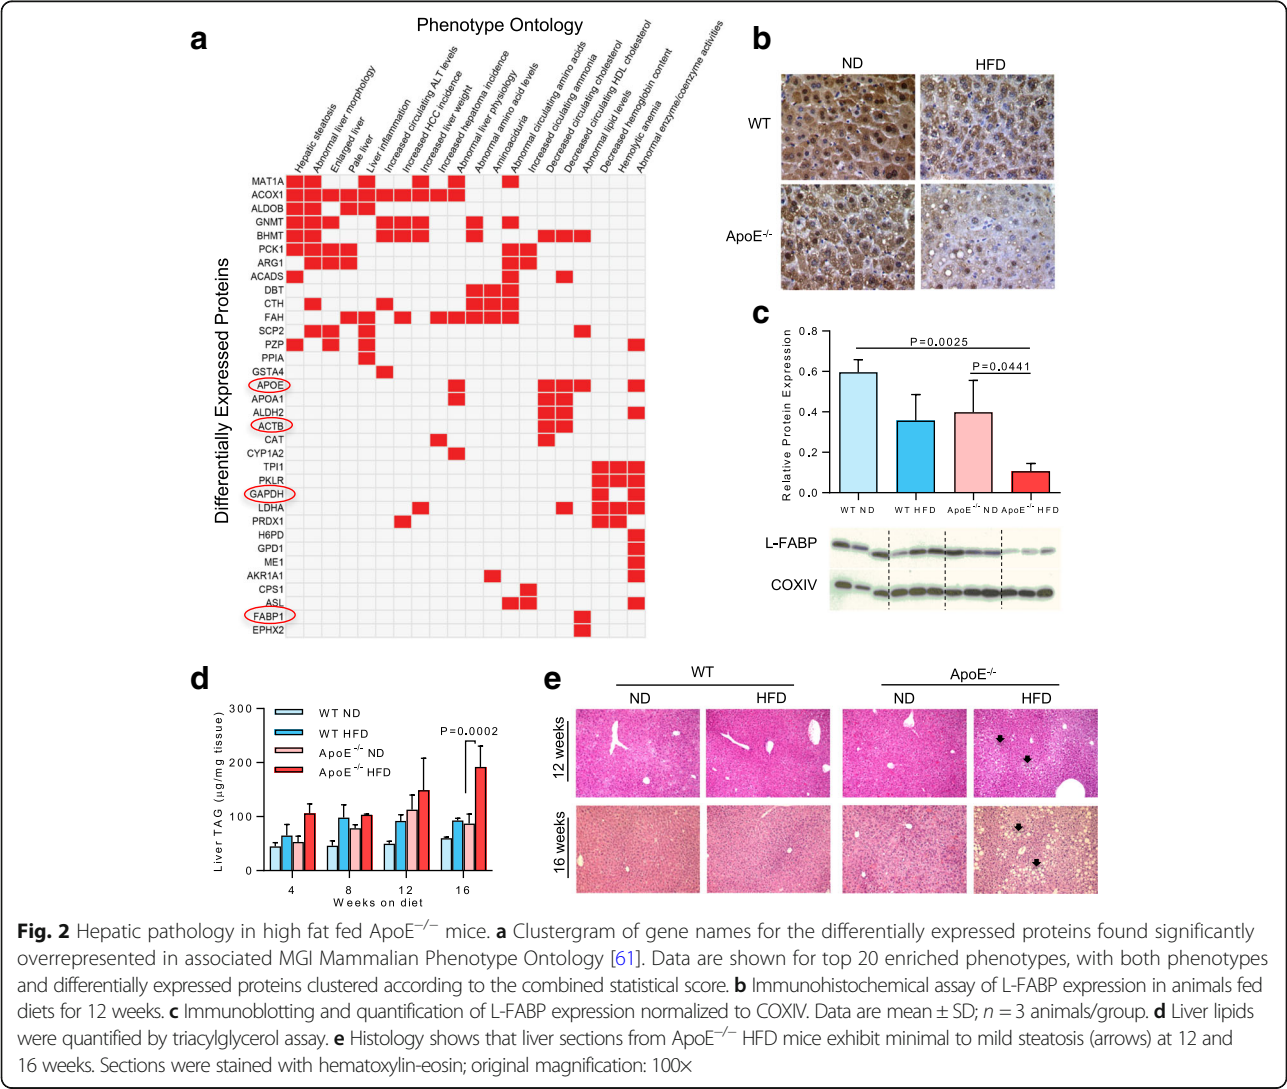 a
Phenotype Ontology
Hepatic steatosis
Abnormal liver morphology
Enlarged liver
Pale liver
Liver inflammation
Increased circulating ALT levels
Increased HCC incidence
Increased liver weight
Increased hepatoma incidence
Abnormal liver physiology
Abnormal amino acid levels
Aminoaciduria
Abnormal circulating amino acids
Increased circulating ammonia
Decreased circulating cholesterol
Decreased circulating HDL cholesterol
Abnormal lipid levels
Decreased hemoglobin content
Hemolytic anemia
Abnormal enzyme/coenzyme activities
Differentially Expressed Proteins
MAT1A
ACOX1
ALDOB
GNMT
BHMT
PCK1
ARG1
ACADS
DBT
CTH
FAH
SCP2
PZP
PPIA
GSTA4
APOE
APOA1
ALDH2
ACTB
CAT
CYP1A2
TPI1
PKLR
GAPDH
LDHA
PRDX1
H6PD
GPD1
ME1
AKR1A1
CPS1
ASL
FABP1
EPHX2
b
ND HFD
WT
ApoE-/-
c
Relative Protein Expression
0.8
0.6
0.4
0.2
0.0
P=0.0025
P=0.0441
WT ND WT HFD ApoE-/- ND ApoE-/- HFD
L-FABP
COXIV
d
Liver TAG (µg/mg tissue)
300
200
100
0
WT ND
WT HFD
ApoE-/- ND
ApoE-/- HFD
P=0.0002
4 8 12 16
Weeks on diet
e
WT ApoE-/-
ND HFD ND HFD
12 weeks
16 weeks
Fig. 2 Hepatic pathology in high fat fed ApoE−/− mice. a Clustergram of gene names for the differentially expressed proteins found significantly
overrepresented in associated MGI Mammalian Phenotype Ontology [61]. Data are shown for top 20 enriched phenotypes, with both phenotypes
and differentially expressed proteins clustered according to the combined statistical score. b Immunohistochemical assay of L-FABP expression in animals fed
diets for 12 weeks. c Immunoblotting and quantification of L-FABP expression normalized to COXIV. Data are mean ± SD; n = 3 animals/group. d Liver lipids
were quantified by triacylglycerol assay. e Histology shows that liver sections from ApoE−/− HFD mice exhibit minimal to mild steatosis (arrows) at 12 and
16 weeks. Sections were stained with hematoxylin-eosin; original magnification: 100×